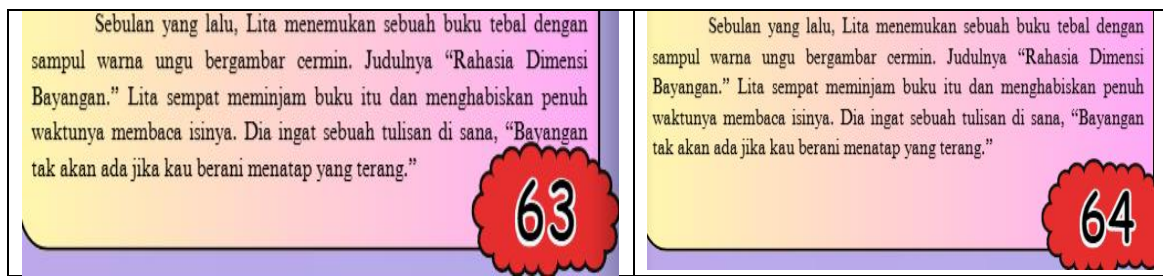 Sebulan yang lalu, Lita menemukan sebuah buku tebal dengan
sampul warna ungu bergambar cermin. Judulnya “Rahasia Dimensi
Bayangan.” Lita sempat meminjam buku itu dan menghabiskan penuh
waktunya membaca isinya. Dia ingat sebuah tulisan di sana, “Bayangan
tak akan ada jika kau berani menatap yang terang.”
63
Sebulan yang lalu, Lita menemukan sebuah buku tebal dengan
sampul warna ungu bergambar cermin. Judulnya “Rahasia Dimensi
Bayangan.” Lita sempat meminjam buku itu dan menghabiskan penuh
waktunya membaca isinya. Dia ingat sebuah tulisan di sana, “Bayangan
tak akan ada jika kau berani menatap yang terang.”
64